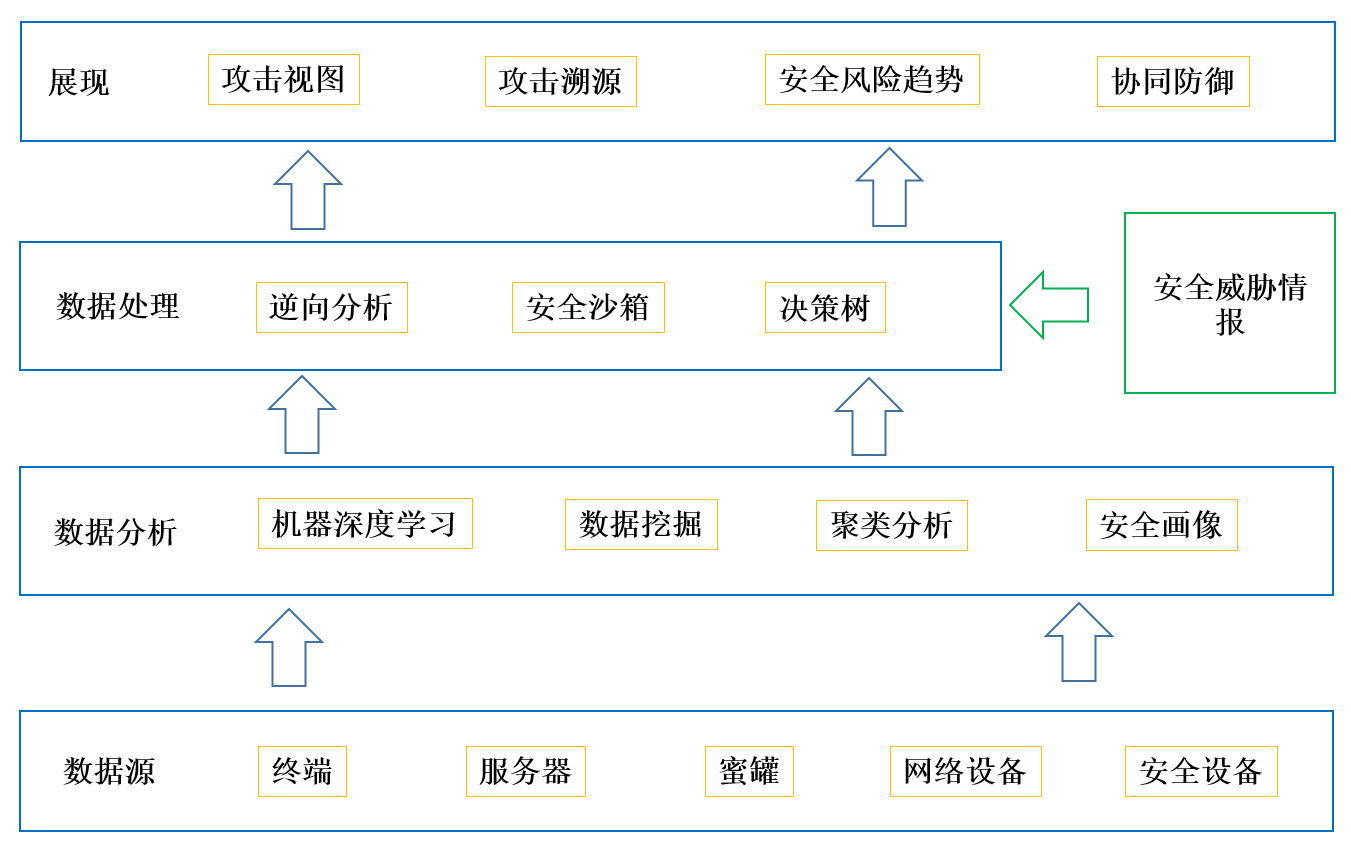 展现
攻击视图
攻击溯源
安全风险趋势
协同防御
数据处理
逆向分析
安全沙箱
决策树
安全威胁情
报
数据分析
机器深度学习
数据挖掘
聚类分析
安全画像
数据源
终端
服务器
蜜罐
网络设备
安全设备